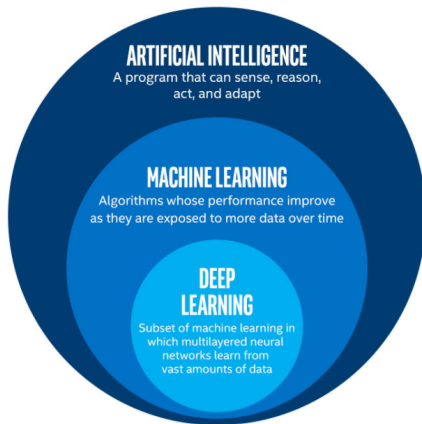 ARTIFICIAL INTELLIGENCE
A program that can sense, reason,
act, and adapt
MACHINE LEARNING
Algorithms whose performance improve
as they are exposed to more data over time
DEEP
LEARNING
Subset of machine learning in
which multilayered neural
networks learn from
vast amounts of data